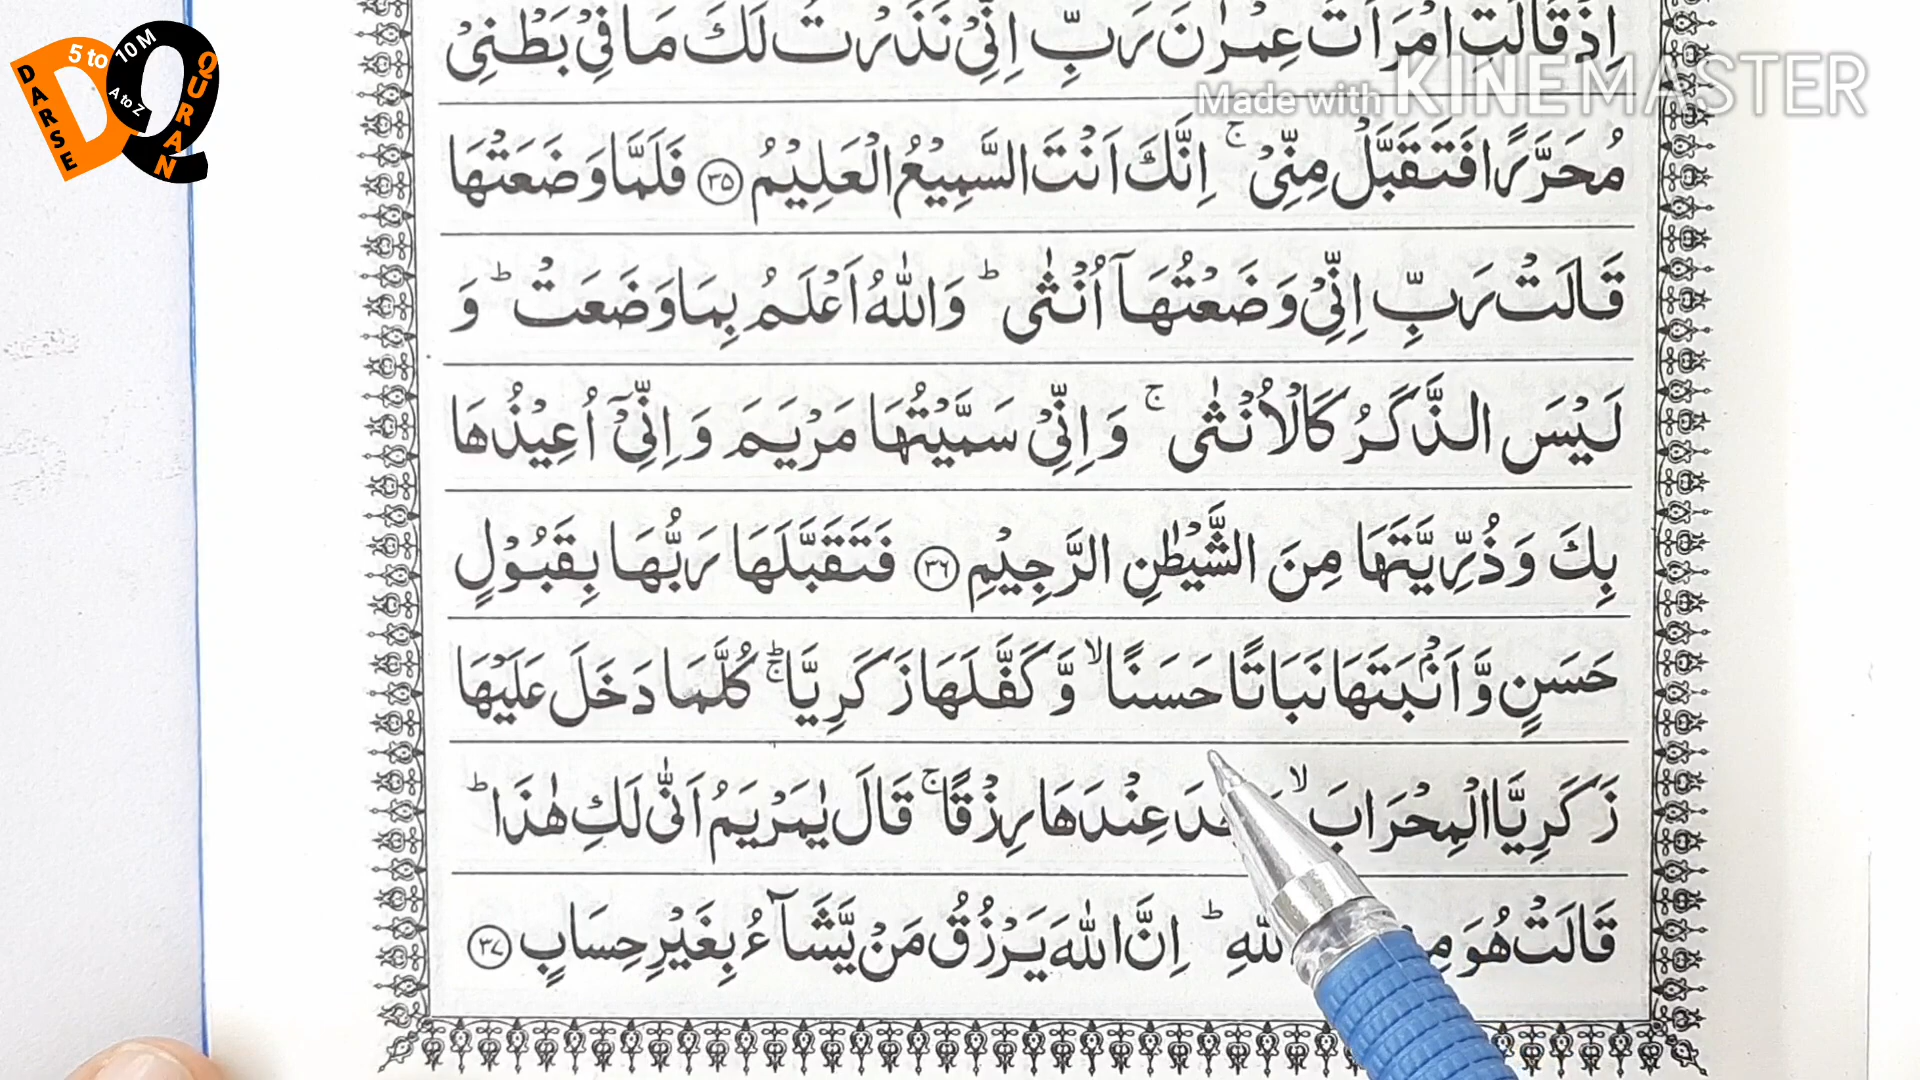 DARSE
5 to 10 M
A to Z
QURAN
Made with KINEMASTER
اِذْ قَالَتِ امْرَاَتُ عِمْرٰنَ رَبِّ اِنِّیْ نَذَرْتُ لَكَ مَا فِیْ بَطْنِیْ
مُحَرَّرًا فَتَقَبَّلْ مِنِّیْ ۚ اِنَّكَ اَنْتَ السَّمِیْعُ الْعَلِیْمُ ﴿۳۵﴾ فَلَمَّا وَضَعَتْهَا
قَالَتْ رَبِّ اِنِّیْ وَضَعْتُهَاۤ اُنْثٰی ؕ وَاللّٰهُ اَعْلَمُ بِمَا وَضَعَتْ ؕ وَ
لَیْسَ الذَّكَرُ كَالْاُنْثٰی ۚ وَ اِنِّیْ سَمَّیْتُهَا مَرْیَمَ وَ اِنِّیْۤ اُعِیْذُهَا
بِكَ وَ ذُرِّیَّتَهَا مِنَ الشَّیْطٰنِ الرَّجِیْمِ ﴿۳۶﴾ فَتَقَبَّلَهَا رَبُّهَا بِقَبُوْلٍ
حَسَنٍ وَّ اَنْۢبَتَهَا نَبَاتًا حَسَنًا ۙ وَّ كَفَّلَهَا زَكَرِیَّا ؕۚ كُلَّمَا دَخَلَ عَلَیْهَا
زَكَرِیَّا الْمِحْرَابَ ۙ عِنْدَهَا رِزْقًا ۚ قَالَ یٰمَرْیَمُ اَنّٰی لَكِ هٰذَا ؕ
قَالَتْ هُوَ ؕ اِنَّ اللّٰهَ یَرْزُقُ مَنْ یَّشَآءُ بِغَیْرِ حِسَابٍ ﴿۳۷﴾